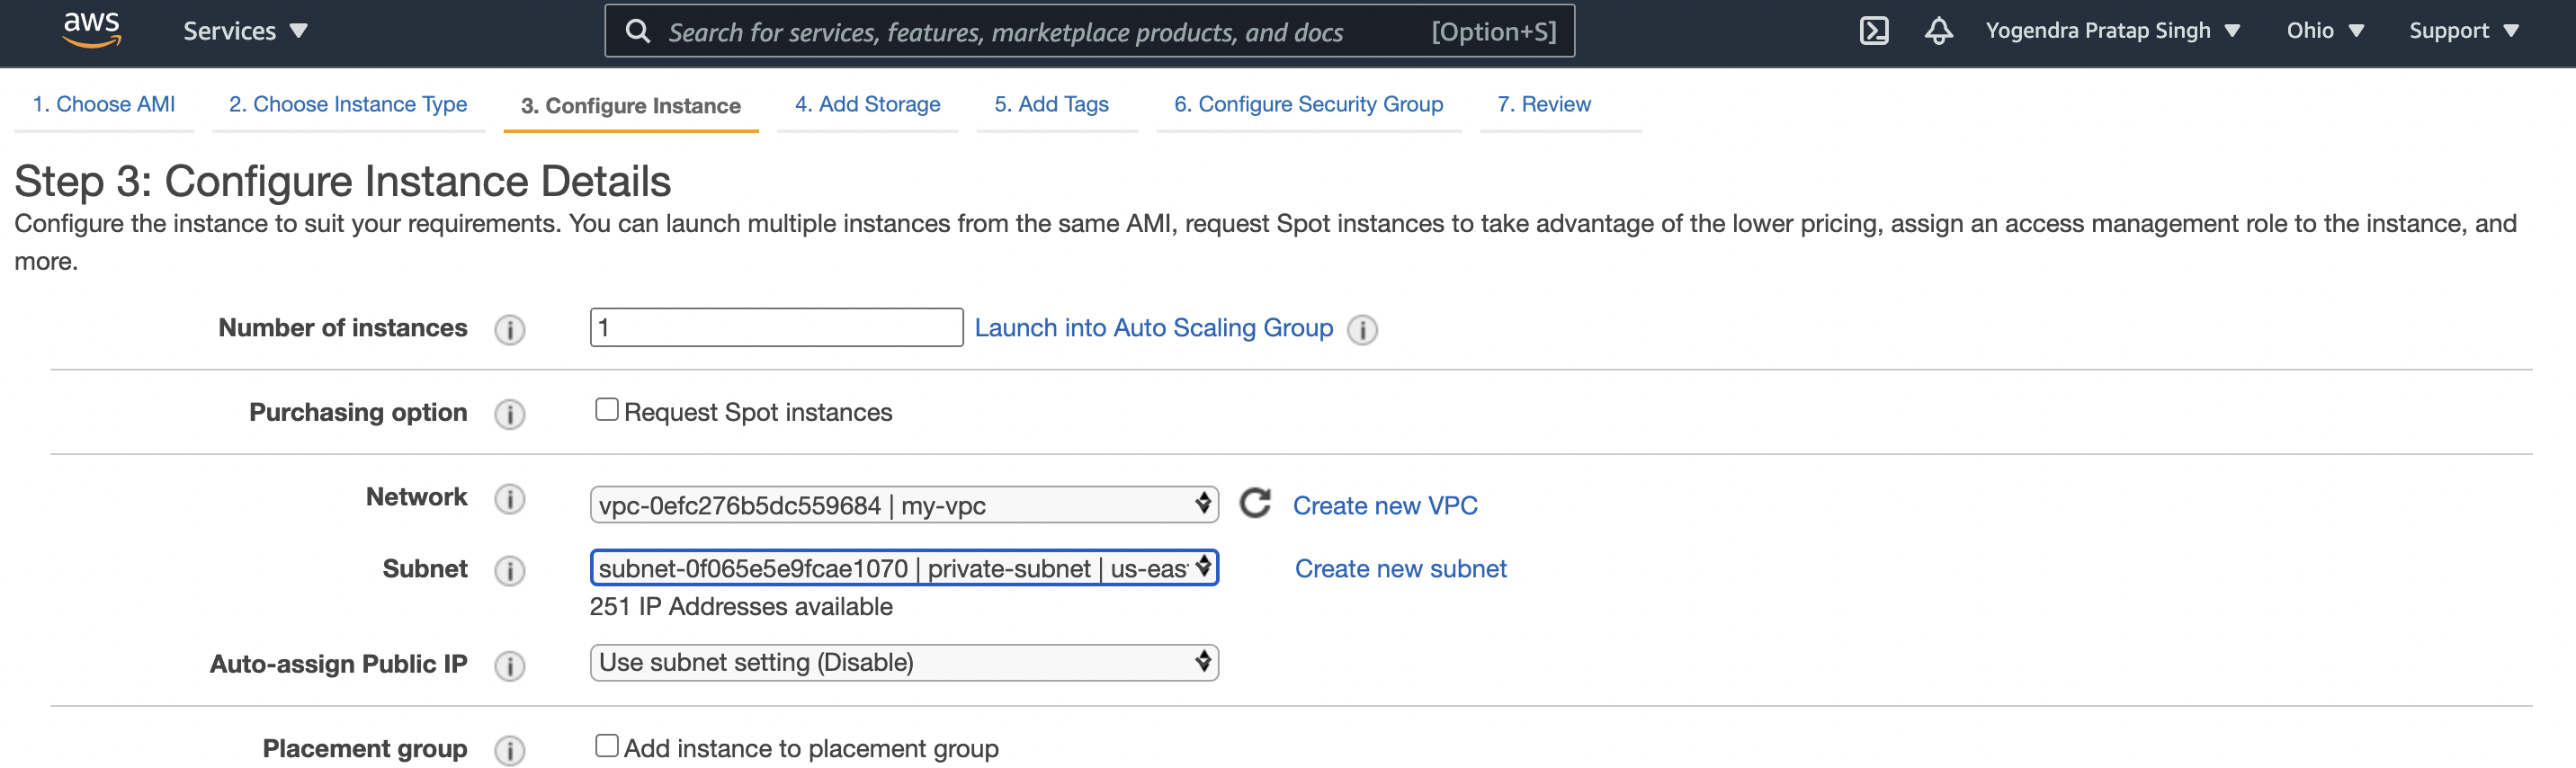 aws Services Search for services, features, marketplace products, and docs [Option+S] Yogendra Pratap Singh Ohio Support
1. Choose AMI 2. Choose Instance Type 3. Configure Instance 4. Add Storage 5. Add Tags 6. Configure Security Group 7. Review
Step 3: Configure Instance Details
Configure the instance to suit your requirements. You can launch multiple instances from the same AMI, request Spot instances to take advantage of the lower pricing, assign an access management role to the instance, and
more.
Number of instances i 1 Launch into Auto Scaling Group i
Purchasing option i Request Spot instances
Network i vpc-0efc276b5dc559684 | my-vpc Create new VPC
Subnet i subnet-0f065e5e9fcae1070 | private-subnet | us-eas Create new subnet
251 IP Addresses available
Auto-assign Public IP i Use subnet setting (Disable)
Placement group i Add instance to placement group